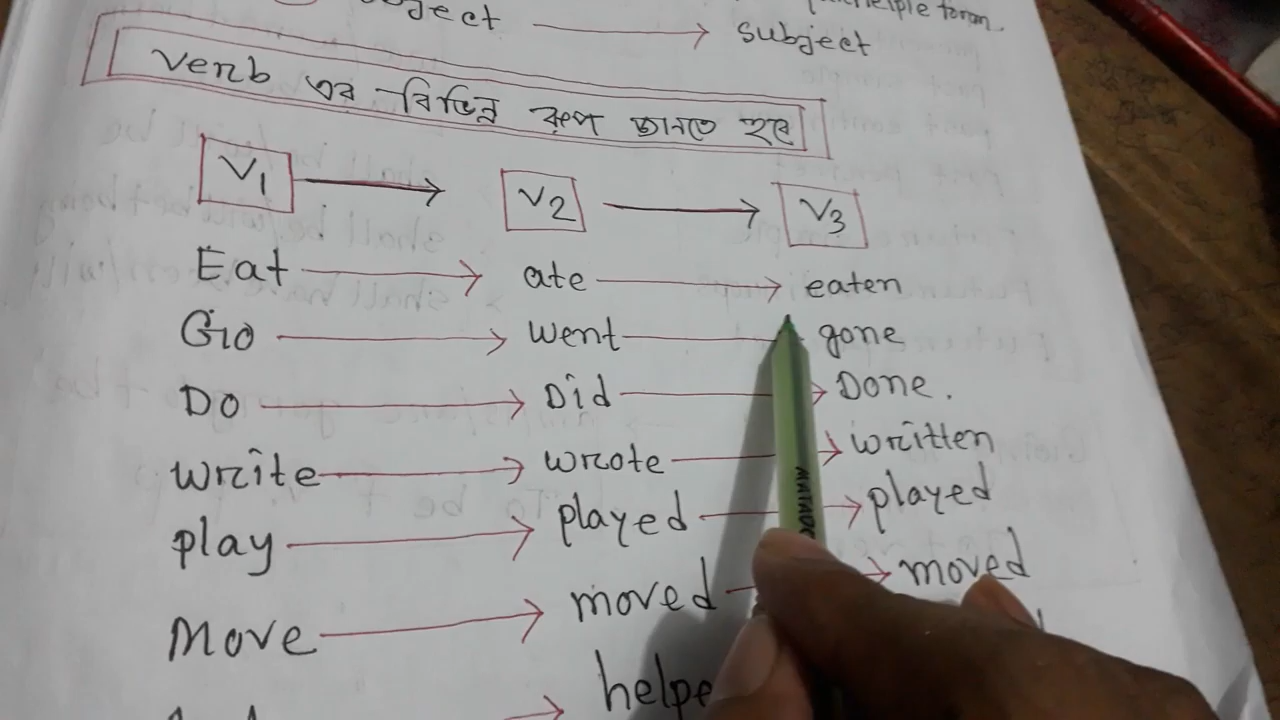 subject
Verb এর বিভিন্ন রূপ জানতে হবে
V1 V2 V3
Eat ate eaten
Go went gone
Do Did Done.
write wrote written
play played played
Move moved moved
MATADO